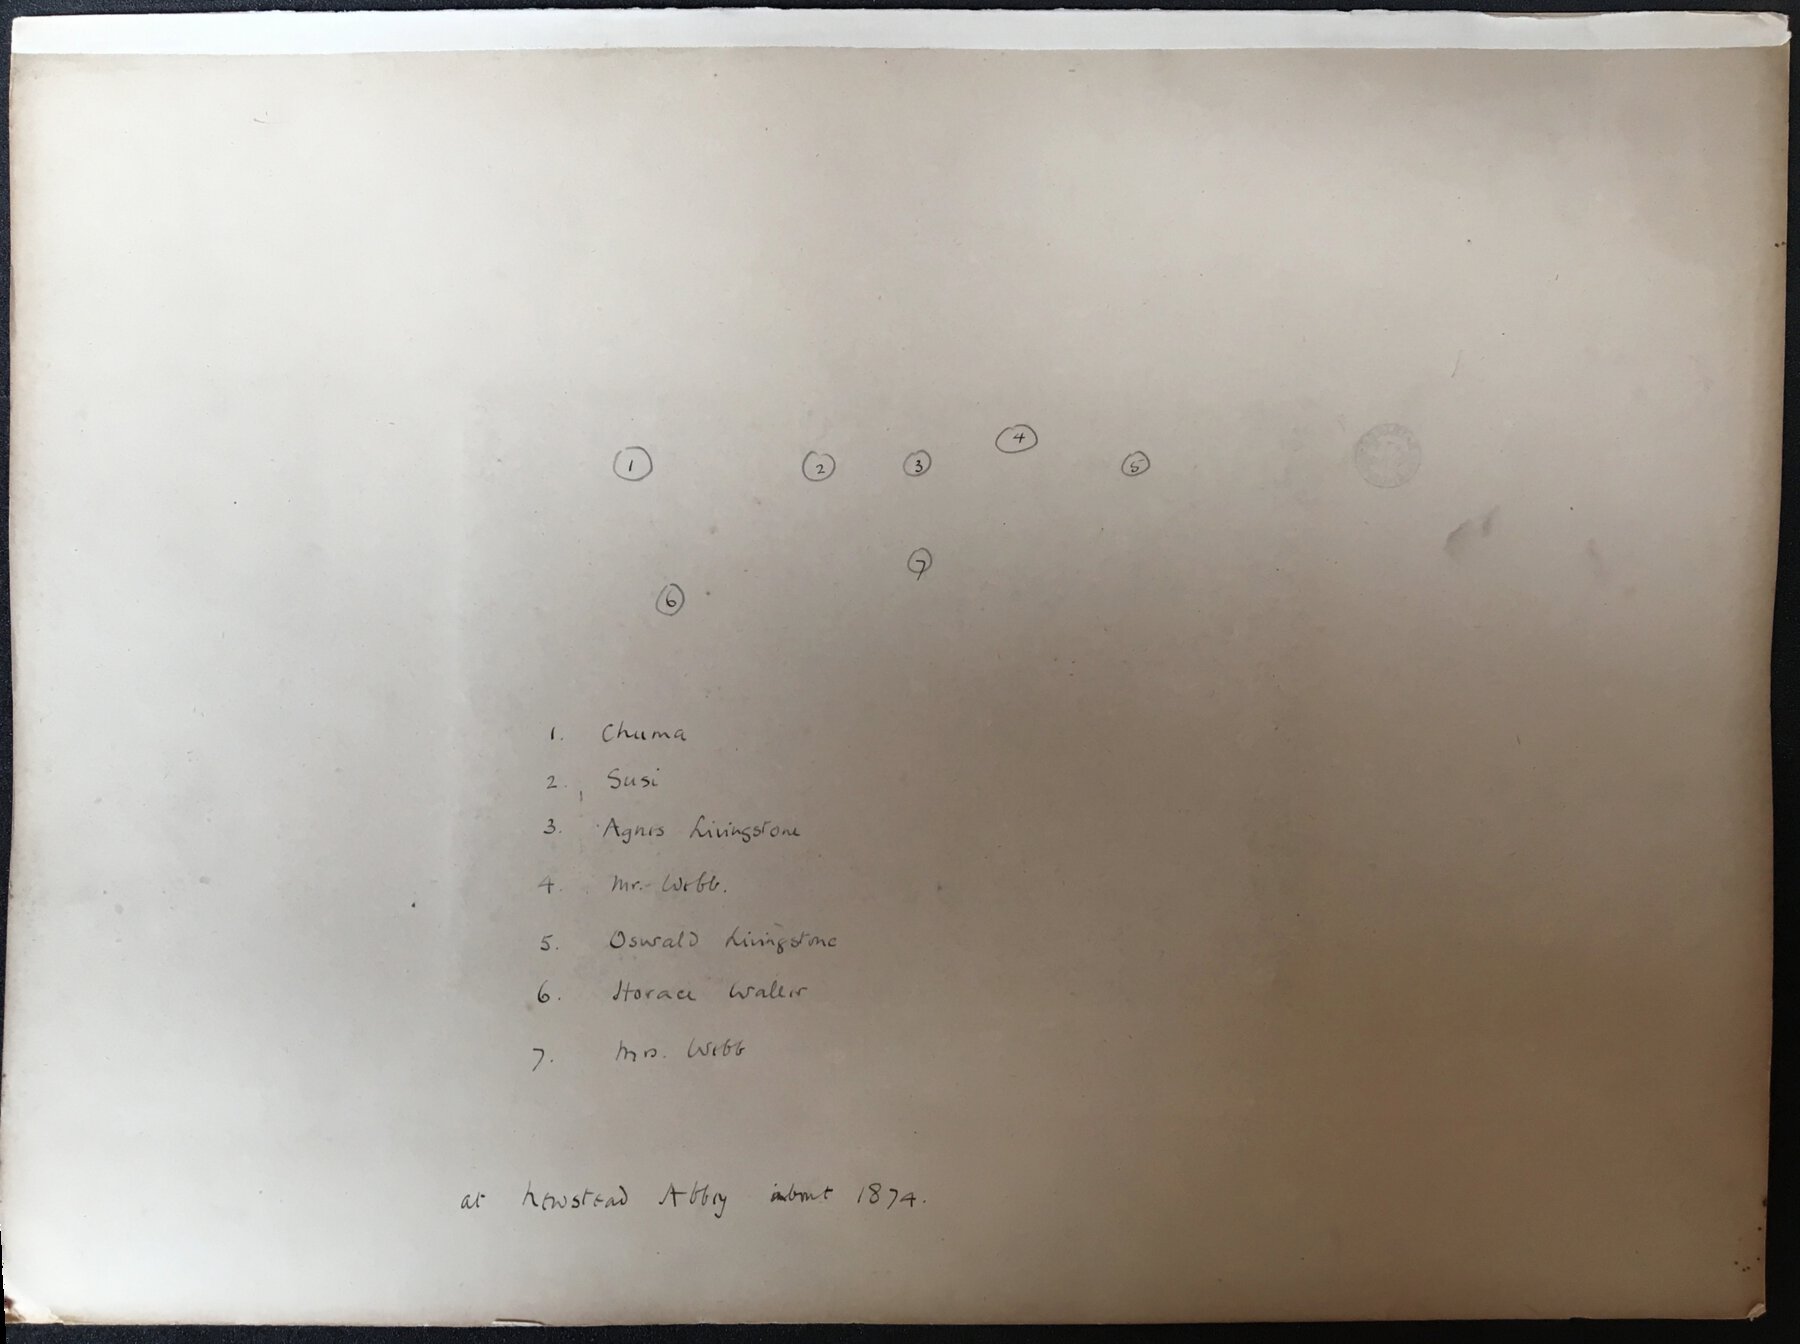 4
1 2 3 5
7
6
1. Chuma
2. Susi
3. Agnes Livingstone
4. Mr. Webb.
5. Oswald Livingstone
6. Horace Waller
7. Mrs. Webb
at Newstead Abbey about 1874.